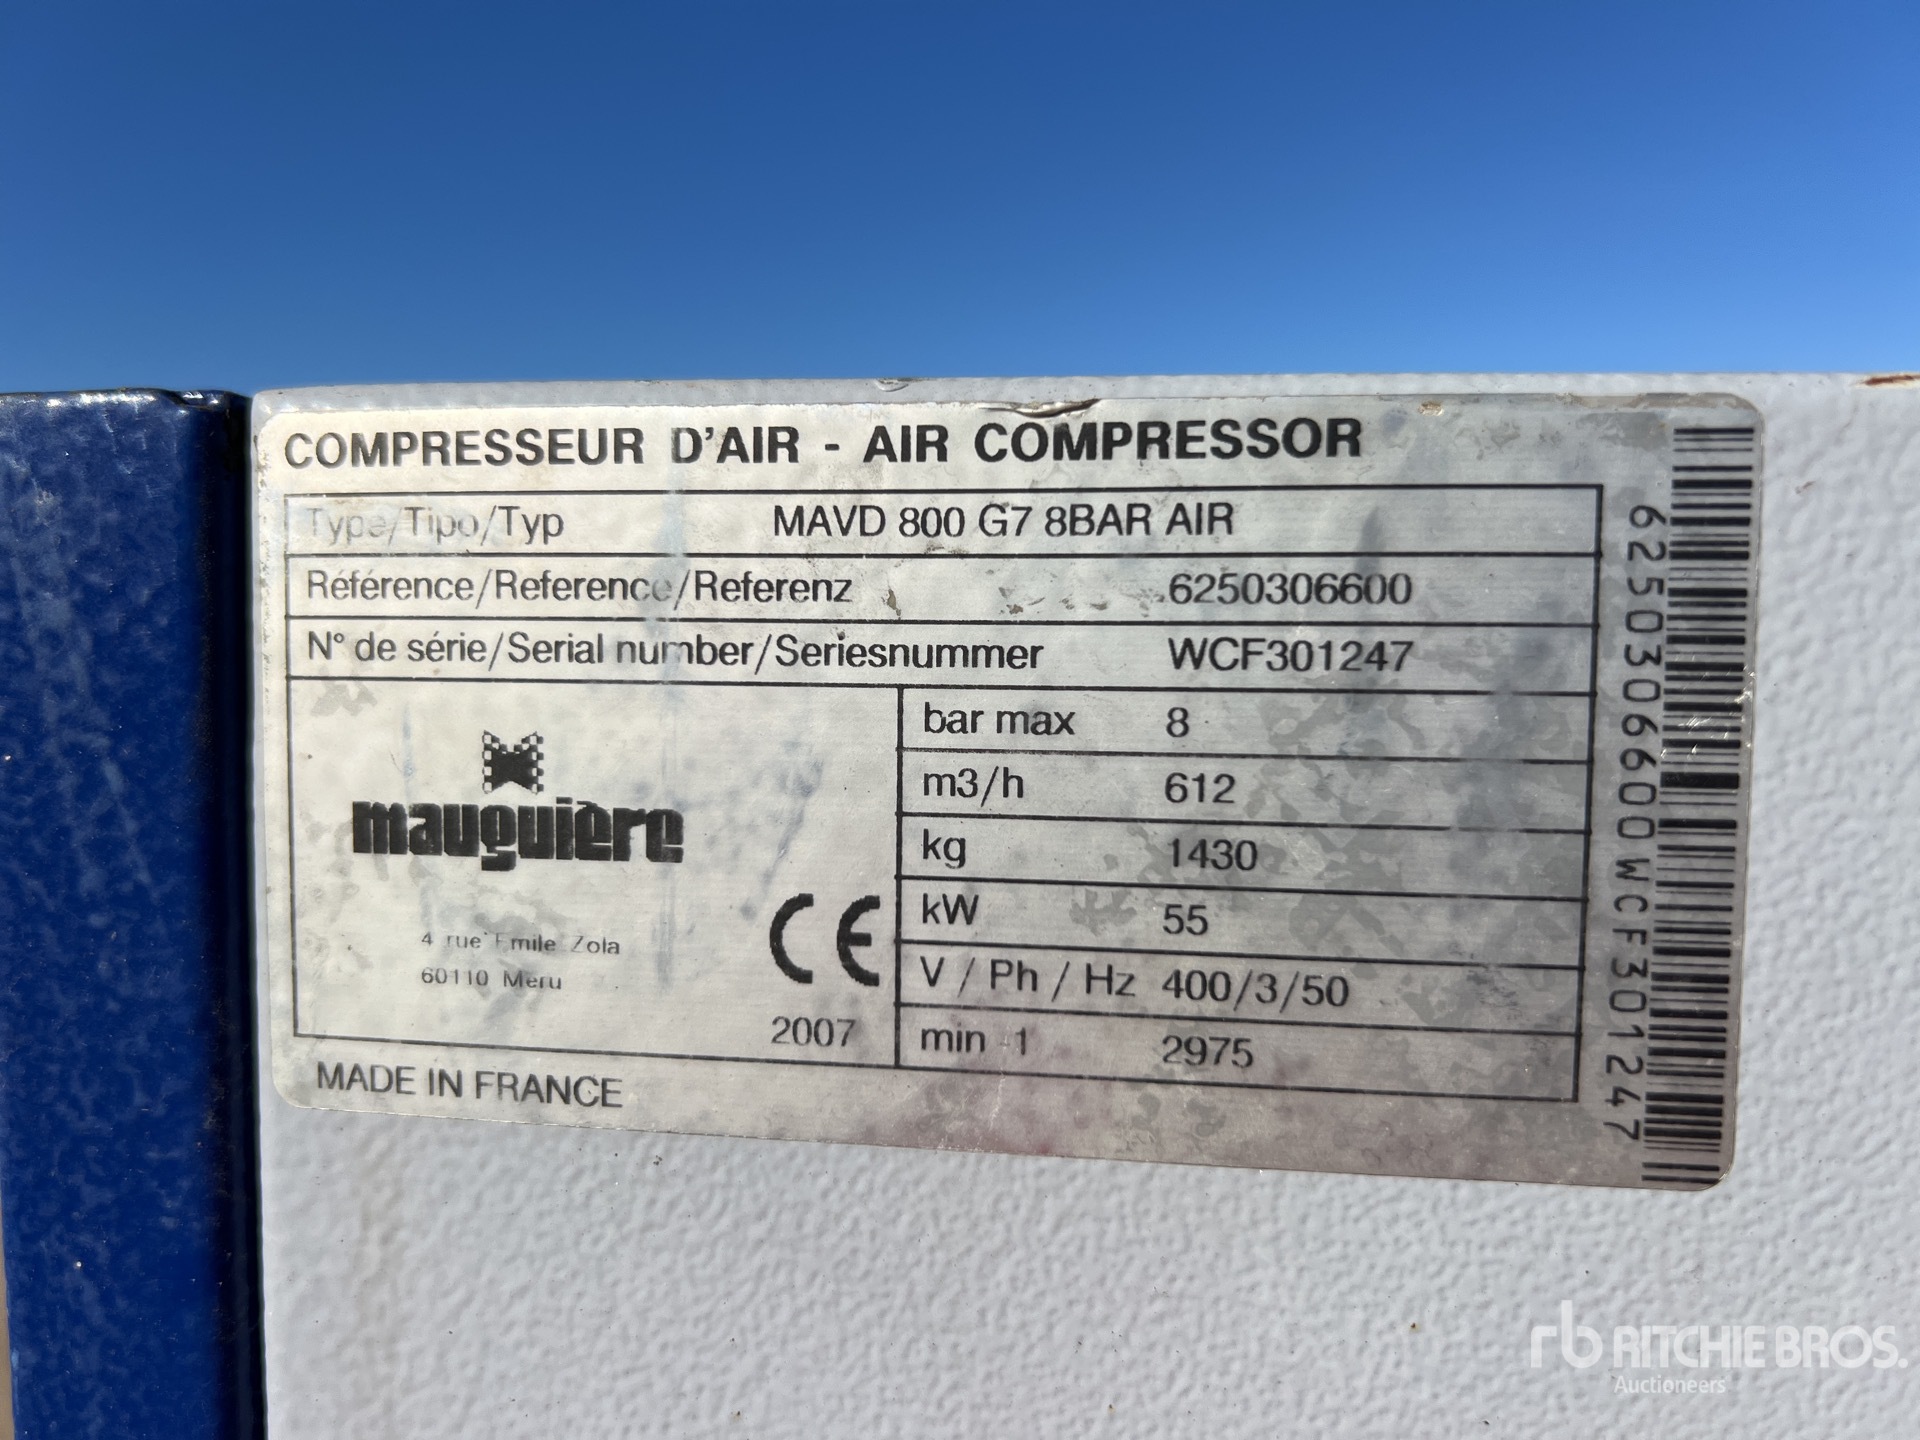 COMPRESSEUR D'AIR - AIR COMPRESSOR
Type/Tipo/Typ MAVD 800 G7 8BAR AIR
Référence/Reference/Referenz 6250306600
N° de série/Serial number/Seriesnummer WCF301247
bar max 8
m3/h 612
kg 1430
kW 55
V / Ph / Hz 400/3/50
min -1 2975
mauguière
4 rue Emile Zola
60110 Meru
CE
2007
MADE IN FRANCE
6250306600WCF301247
rb RITCHIE BROS.
Auctioneers